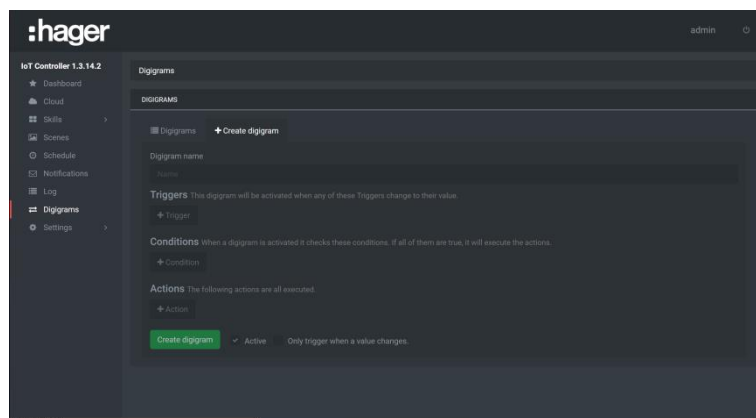 :hager
admin
IoT Controller 1.3.14.2
Dashboard
Cloud
Skills
Scenes
Schedule
Notifications
Log
Digigrams
Settings
Digigrams
DIGIGRAMS
Digigrams
+ Create digigram
Digigram name
Name
Triggers This digigram will be activated when any of these Triggers change to their value.
+ Trigger
Conditions When a digigram is activated it checks these conditions. If all of them are true, it will execute the actions.
+ Condition
Actions The following actions are all executed.
+ Action
Create digigram Active Only trigger when a value changes.